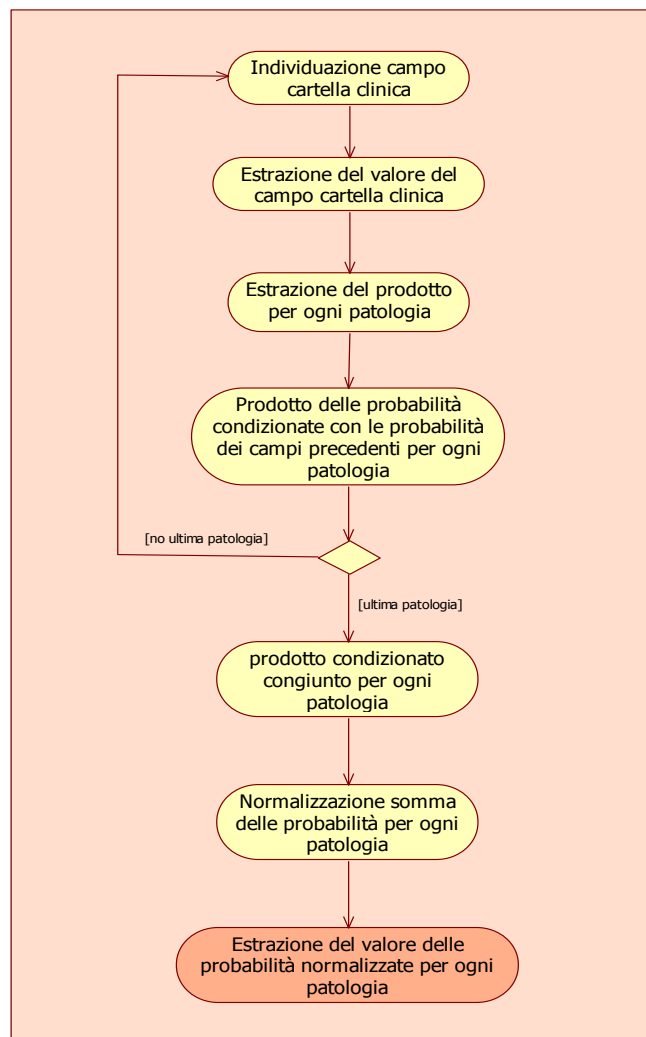 Individuazione campo
cartella clinica
Estrazione del valore del
campo cartella clinica
Estrazione del prodotto
per ogni patologia
Prodotto delle probabilità
condizionate con le probabilità
dei campi precedenti per ogni
patologia
[no ultima patologia]
[ultima patologia]
prodotto condizionato
congiunto per ogni
patologia
Normalizzazione somma
delle probabilità per ogni
patologia
Estrazione del valore delle
probabilità normalizzate per ogni
patologia